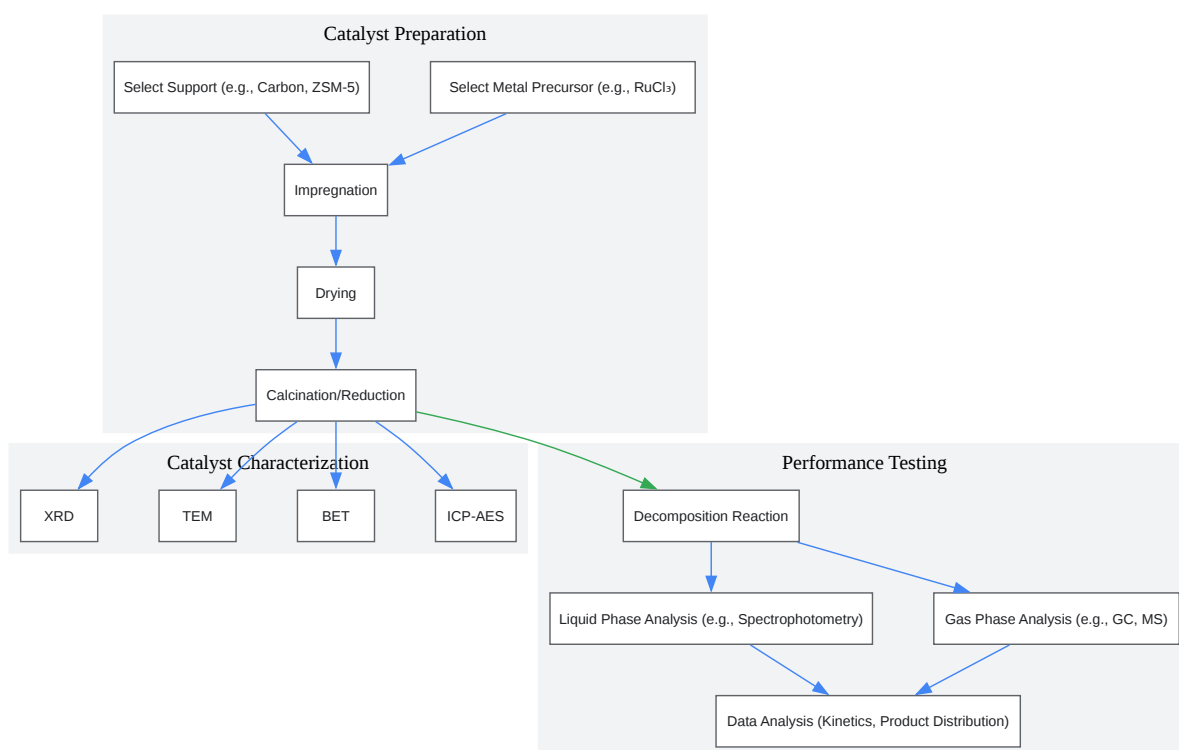 Catalyst Preparation
Select Support (e.g., Carbon, ZSM-5)
Select Metal Precursor (e.g., RuCl₃)
Impregnation
Drying
Calcination/Reduction
Catalyst Characterization
XRD
TEM
BET
ICP-AES
Performance Testing
Decomposition Reaction
Liquid Phase Analysis (e.g., Spectrophotometry)
Gas Phase Analysis (e.g., GC, MS)
Data Analysis (Kinetics, Product Distribution)